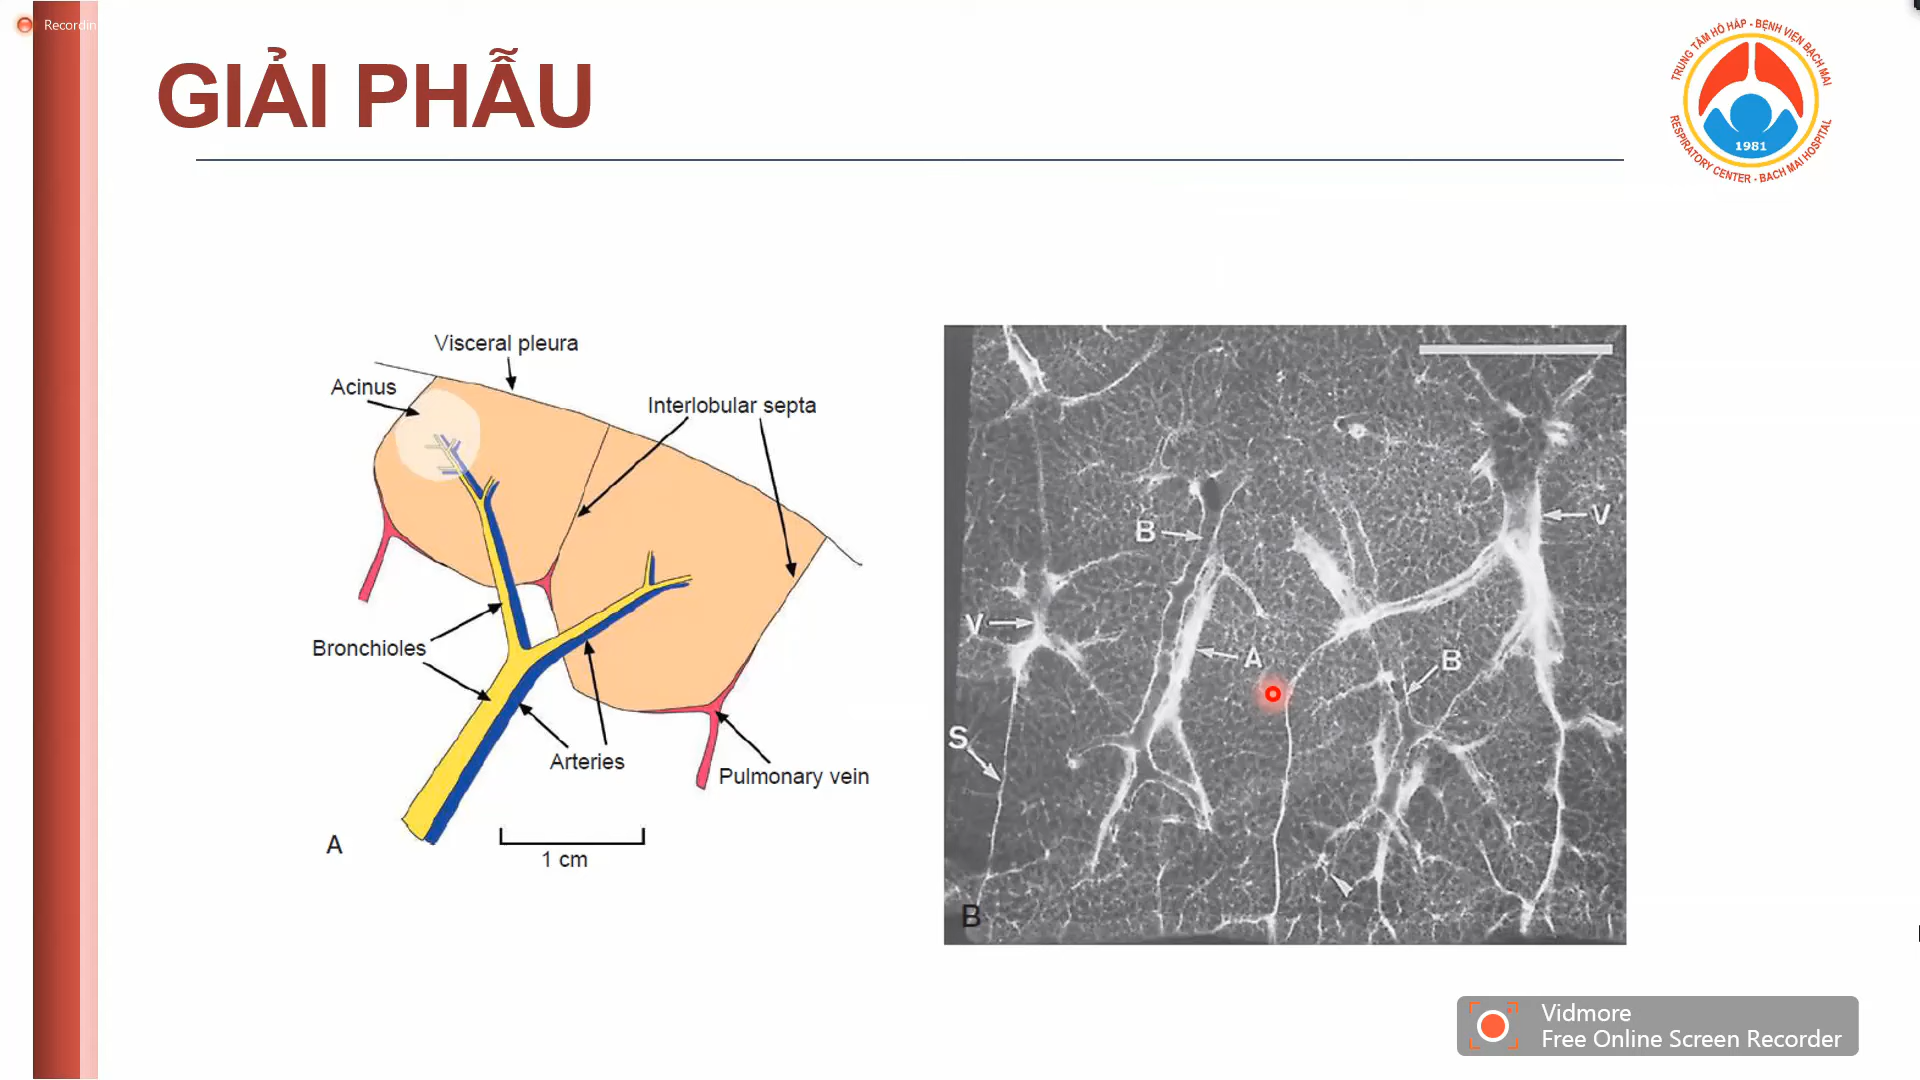 Recordin
GIẢI PHẪU
TRUNG TÂM HÔ HẤP - BỆNH VIỆN BẠCH MAI
1981
RESPIRATORY CENTER - BACH MAI HOSPITAL
Visceral pleura
Acinus
Interlobular septa
Bronchioles
Arteries
Pulmonary vein
A
1 cm
B
V
V
A
B
S
B
Vidmore
Free Online Screen Recorder